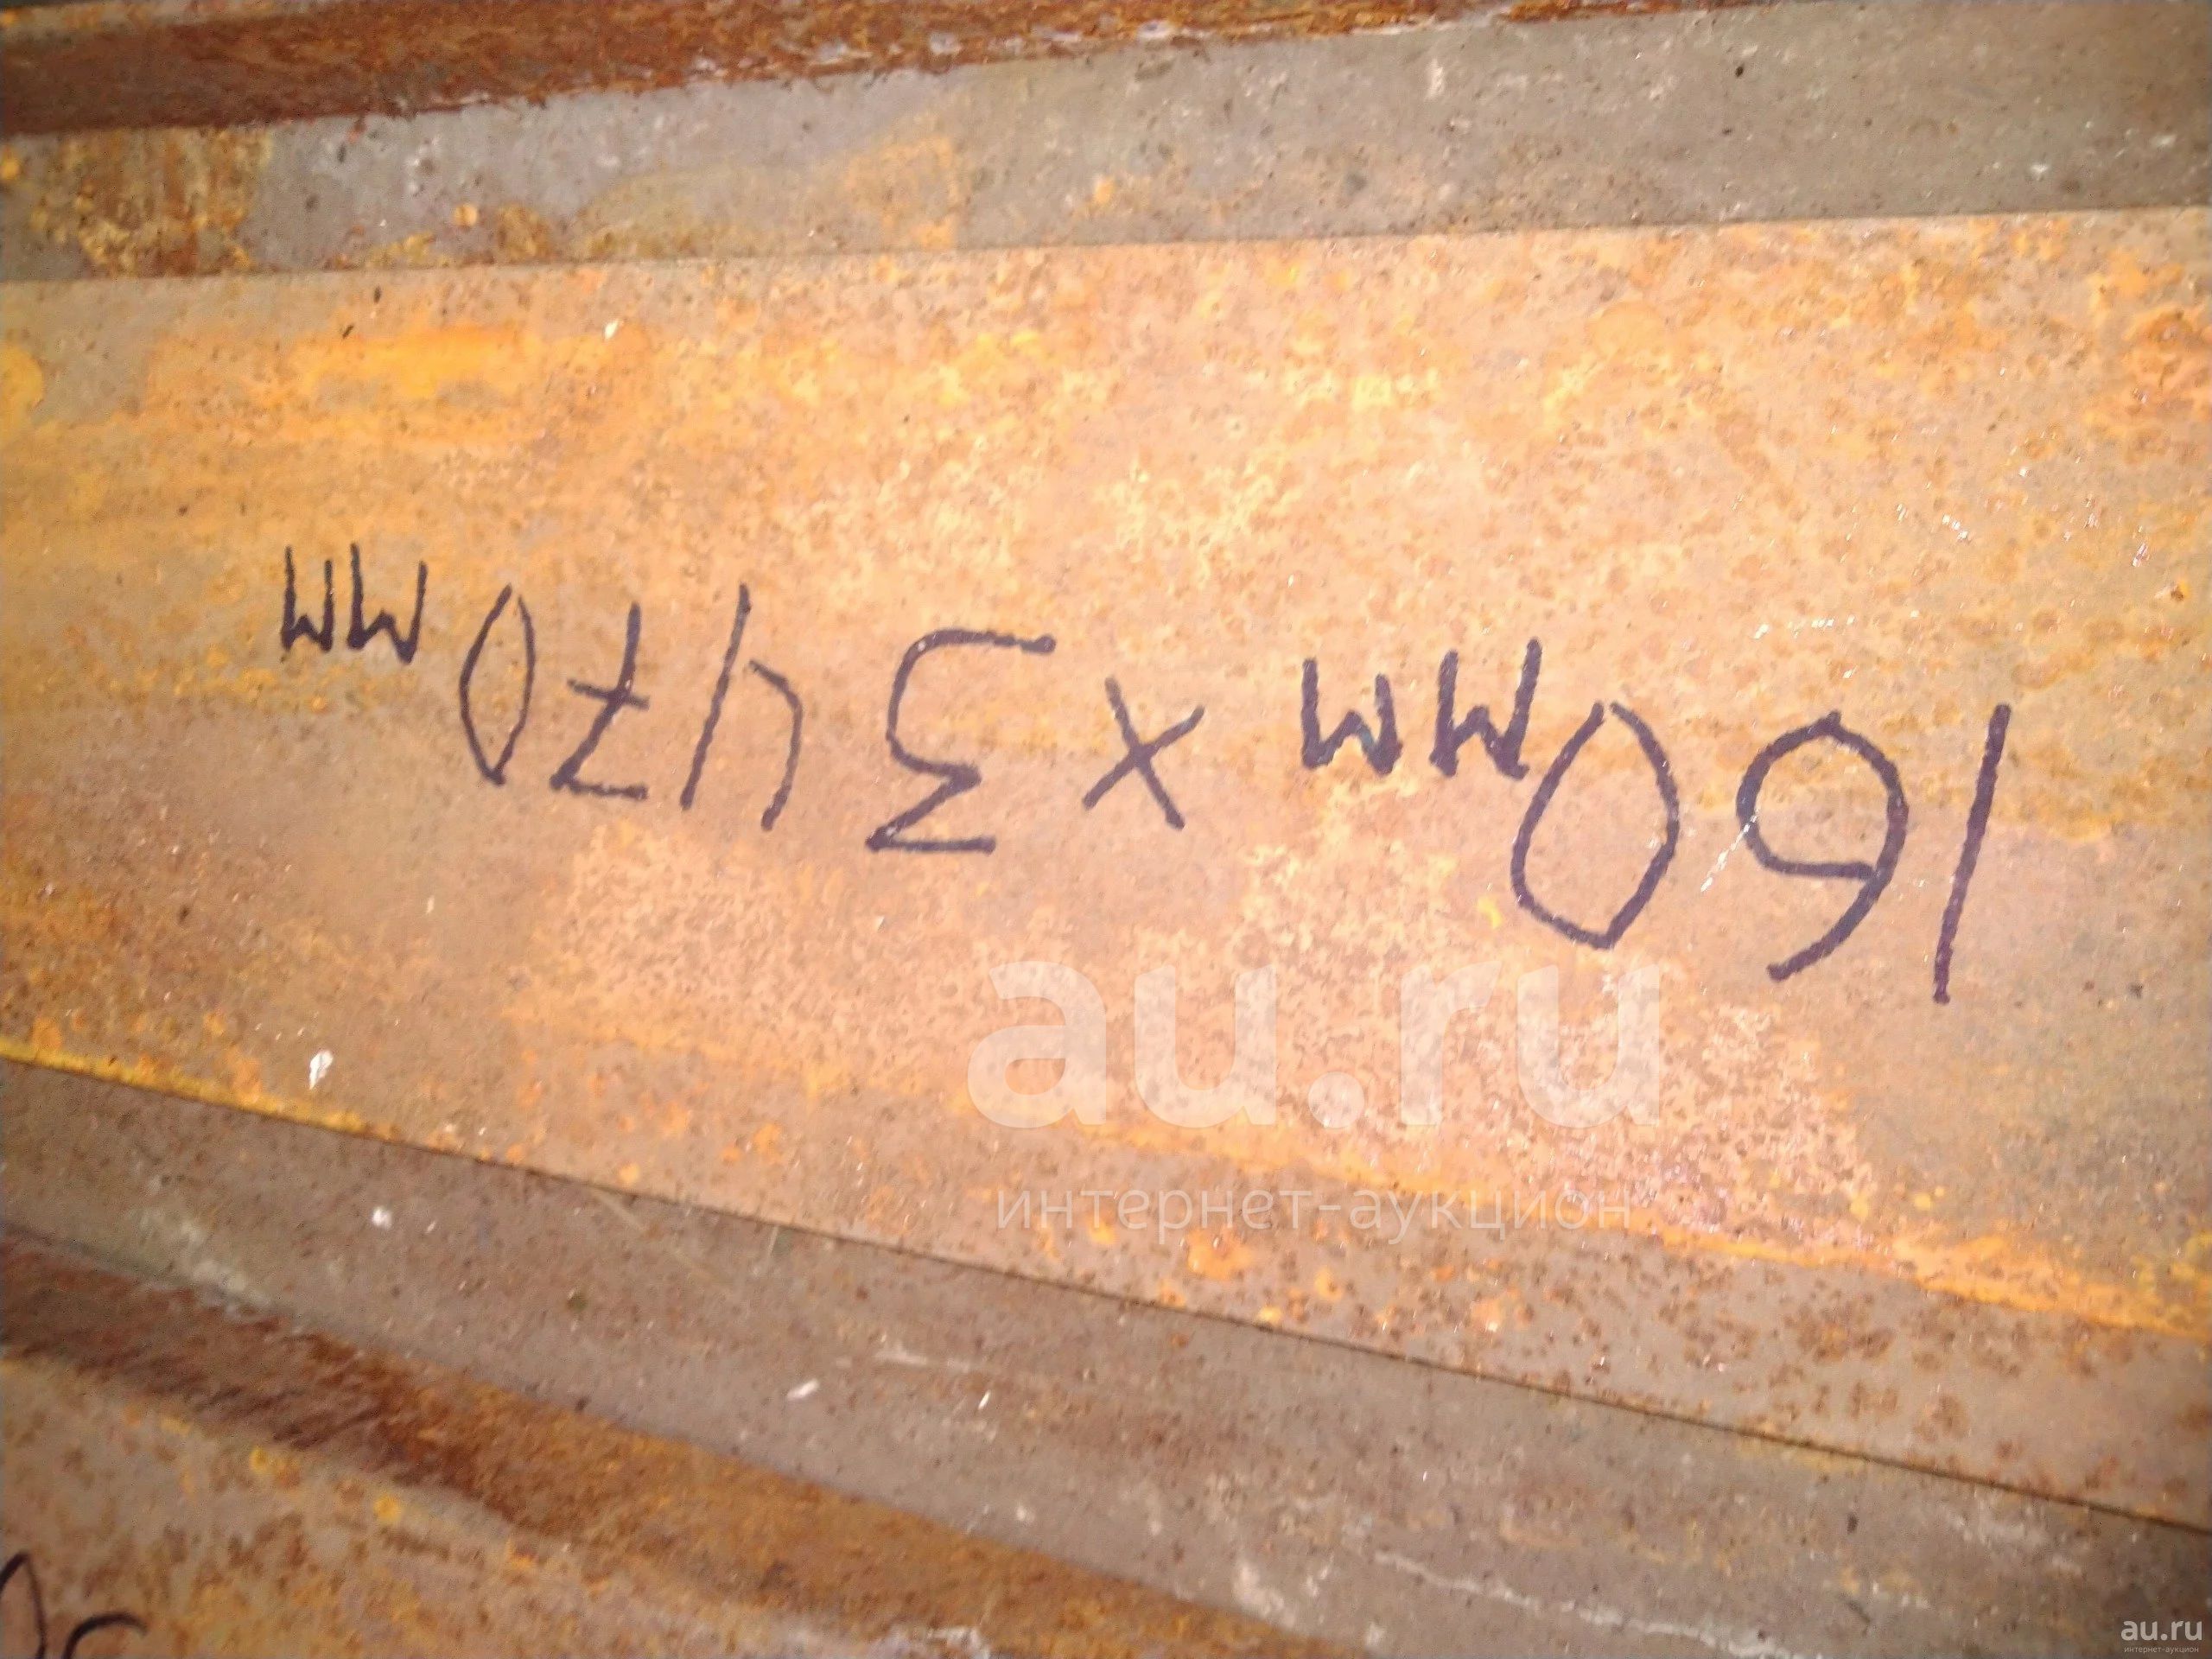 160мм х 3470мм
au.ru
интернет-аукцион
au.ru
интернет-аукцион